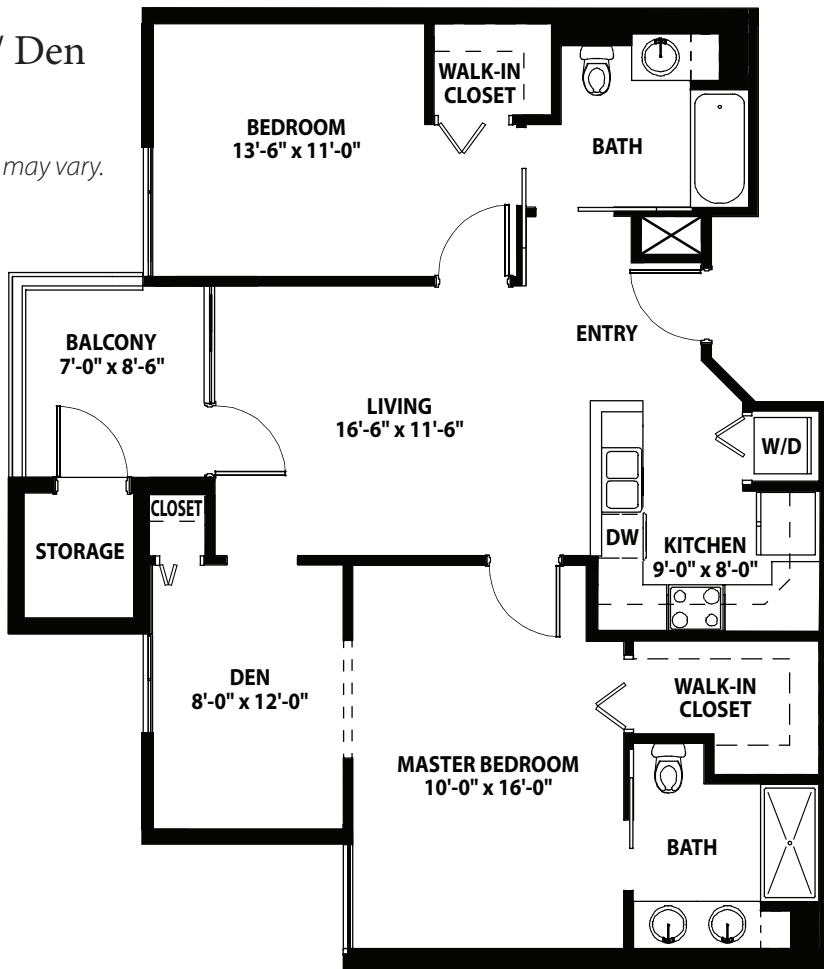 / Den
may vary.
WALK-IN
CLOSET
BEDROOM
13'-6" x 11'-0"
BATH
ENTRY
BALCONY
7'-0" x 8'-6"
LIVING
16'-6" x 11'-6"
W/D
CLOSET
STORAGE
DW
KITCHEN
9'-0" x 8'-0"
DEN
8'-0" x 12'-0"
WALK-IN
CLOSET
MASTER BEDROOM
10'-0" x 16'-0"
BATH